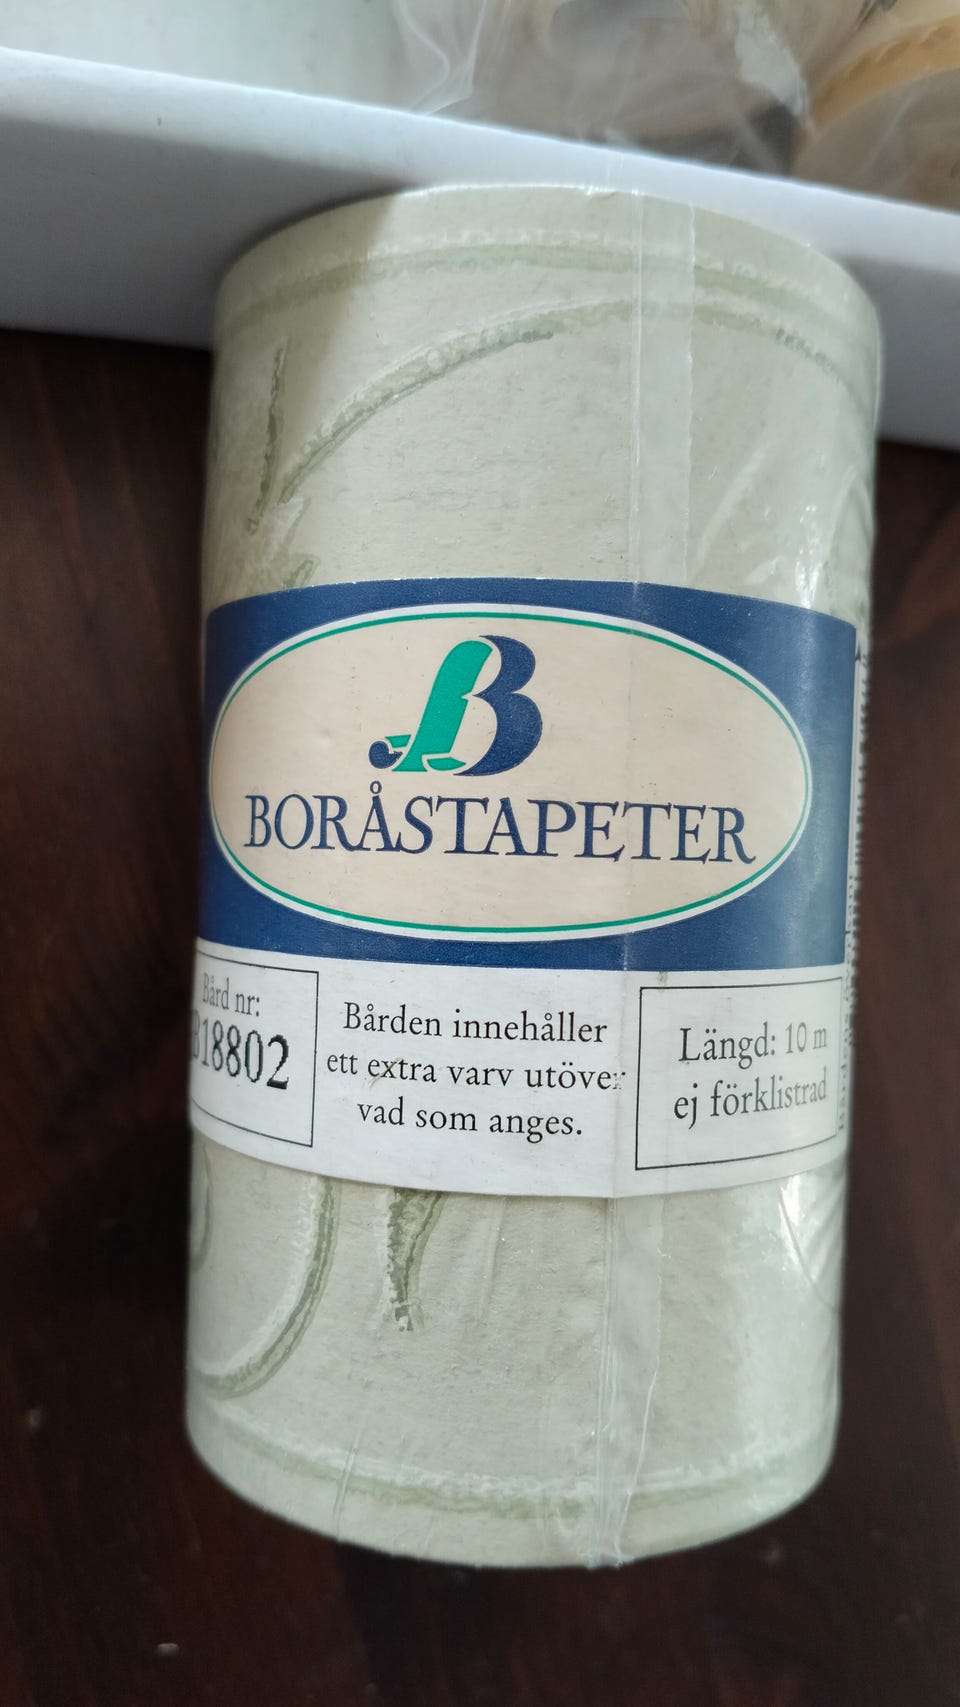 B
BORÅSTAPETER
Bård nr:
18802
Bården innehåller
ett extra varv utöver
vad som anges.
Längd: 10 m
ej förklistrad